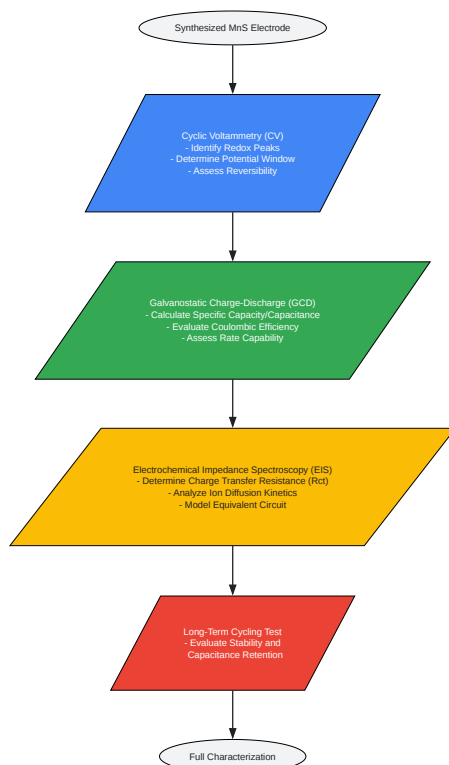 Synthesized MnS Electrode
Cyclic Voltammetry (CV)
- Identify Redox Peaks
- Determine Potential Window
- Assess Reversibility
Galvanostatic Charge-Discharge (GCD)
- Calculate Specific Capacity/Capacitance
- Evaluate Coulombic Efficiency
- Assess Rate Capability
Electrochemical Impedance Spectroscopy (EIS)
- Determine Charge Transfer Resistance (Rct)
- Analyze Ion Diffusion Kinetics
- Model Equivalent Circuit
Long-Term Cycling Test
- Evaluate Stability and
Capacitance Retention
Full Characterization